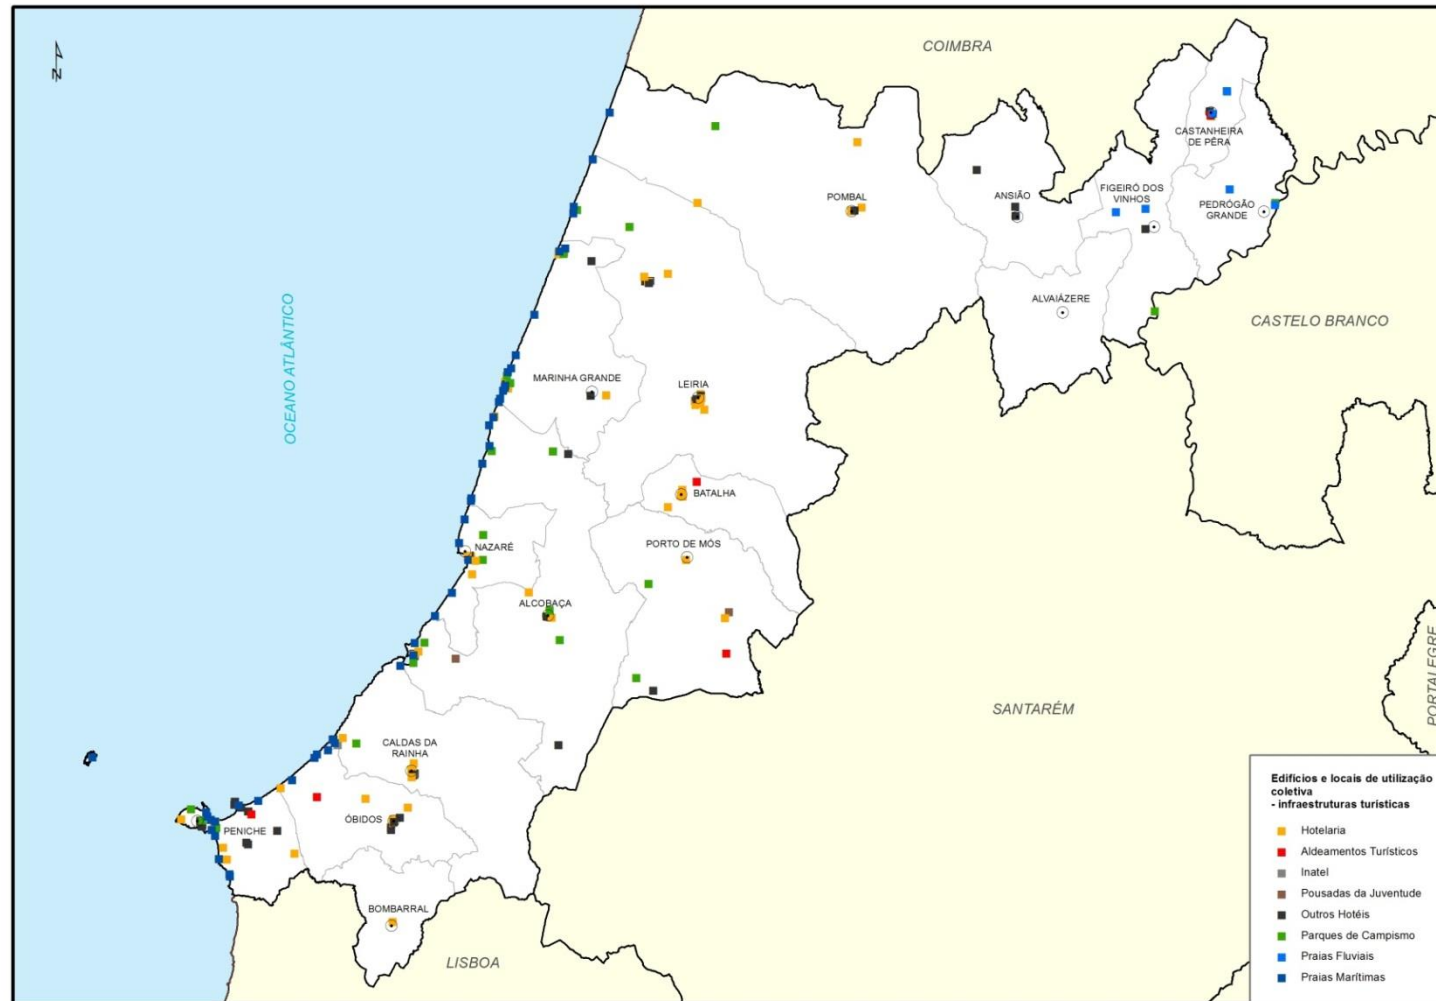 N
COIMBRA
CASTANHEIRA
DE PÊRA
FIGEIRÓ DOS
VINHOS
ANSIÃO
POMBAL
PEDRÓGÃO
GRANDE
ALVAIÁZERE
CASTELO BRANCO
OCEANO ATLÂNTICO
MARINHA GRANDE
LEIRIA
BATALHA
NAZARÉ
PORTO DE MÓS
ALCOBAÇA
PORTALEGRE
SANTARÉM
CALDAS DA
RAINHA
ÓBIDOS
PENICHE
BOMBARRAL
LISBOA
Edifícios e locais de utilização
coletiva
- infraestruturas turísticas
Hotelaria
Aldeamentos Turísticos
Inatel
Pousadas da Juventude
Outros Hotéis
Parques de Campismo
Praias Fluviais
Praias Marítimas